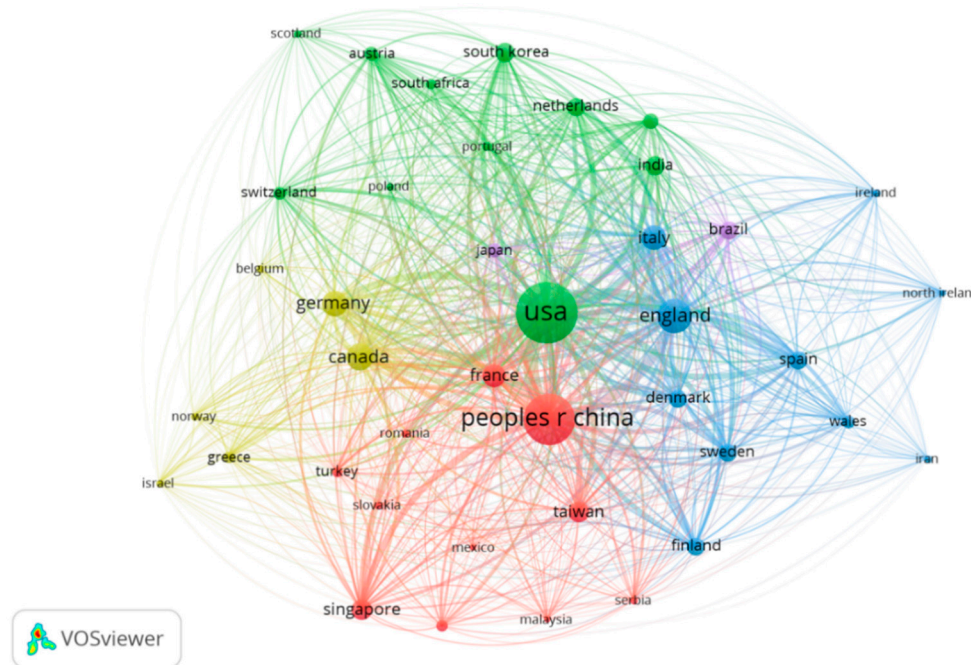 scotland
austria
south korea
south africa
netherlands
portugal
india
poland
switzerland
ireland
brazil
italy
japan
belgium
north irelan
germany
usa
england
canada
spain
france
denmark
norway
peoples r china
wales
romania
greece
sweden
iran
turkey
israel
slovakia
taiwan
mexico
finland
serbia
singapore
malaysia
VOSviewer